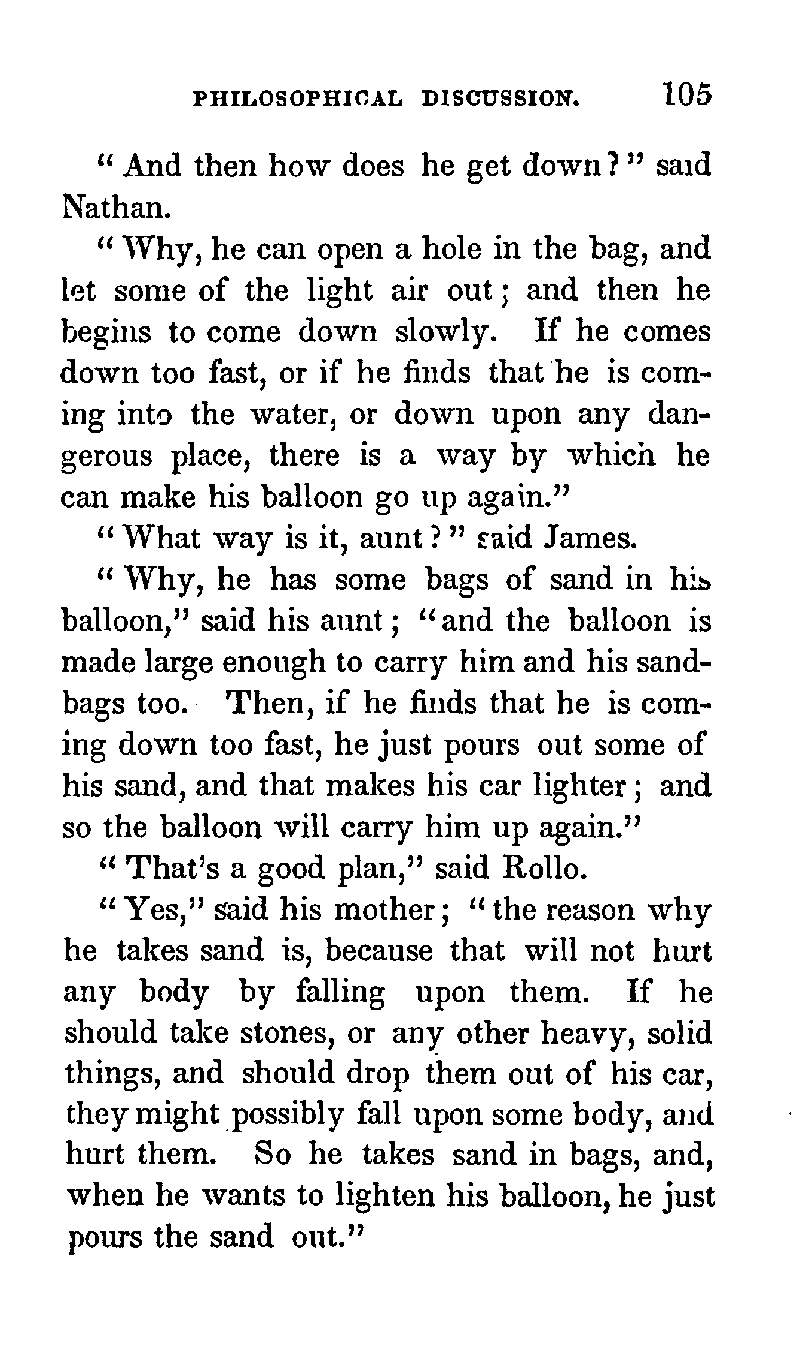 PHILOSOPHICAL DISCUSSION. 105
“ And then how does he get down? ” said
Nathan.
“ Why, he can open a hole in the bag, and
let some of the light air out ; and then he
begins to come down slowly. If he comes
down too fast, or if he finds that he is com-
ing into the water, or down upon any dan-
gerous place, there is a way by which he
can make his balloon go up again.”
“ What way is it, aunt ? ” said James.
“ Why, he has some bags of sand in his
balloon,” said his aunt ; “and the balloon is
made large enough to carry him and his sand-
bags too. Then, if he finds that he is com-
ing down too fast, he just pours out some of
his sand, and that makes his car lighter ; and
so the balloon will carry him up again.”
“ That’s a good plan,” said Rollo.
“ Yes,” said his mother ; “ the reason why
he takes sand is, because that will not hurt
any body by falling upon them. If he
should take stones, or any other heavy, solid
things, and should drop them out of his car,
they might possibly fall upon some body, and
hurt them. So he takes sand in bags, and,
when he wants to lighten his balloon, he just
pours the sand out.”